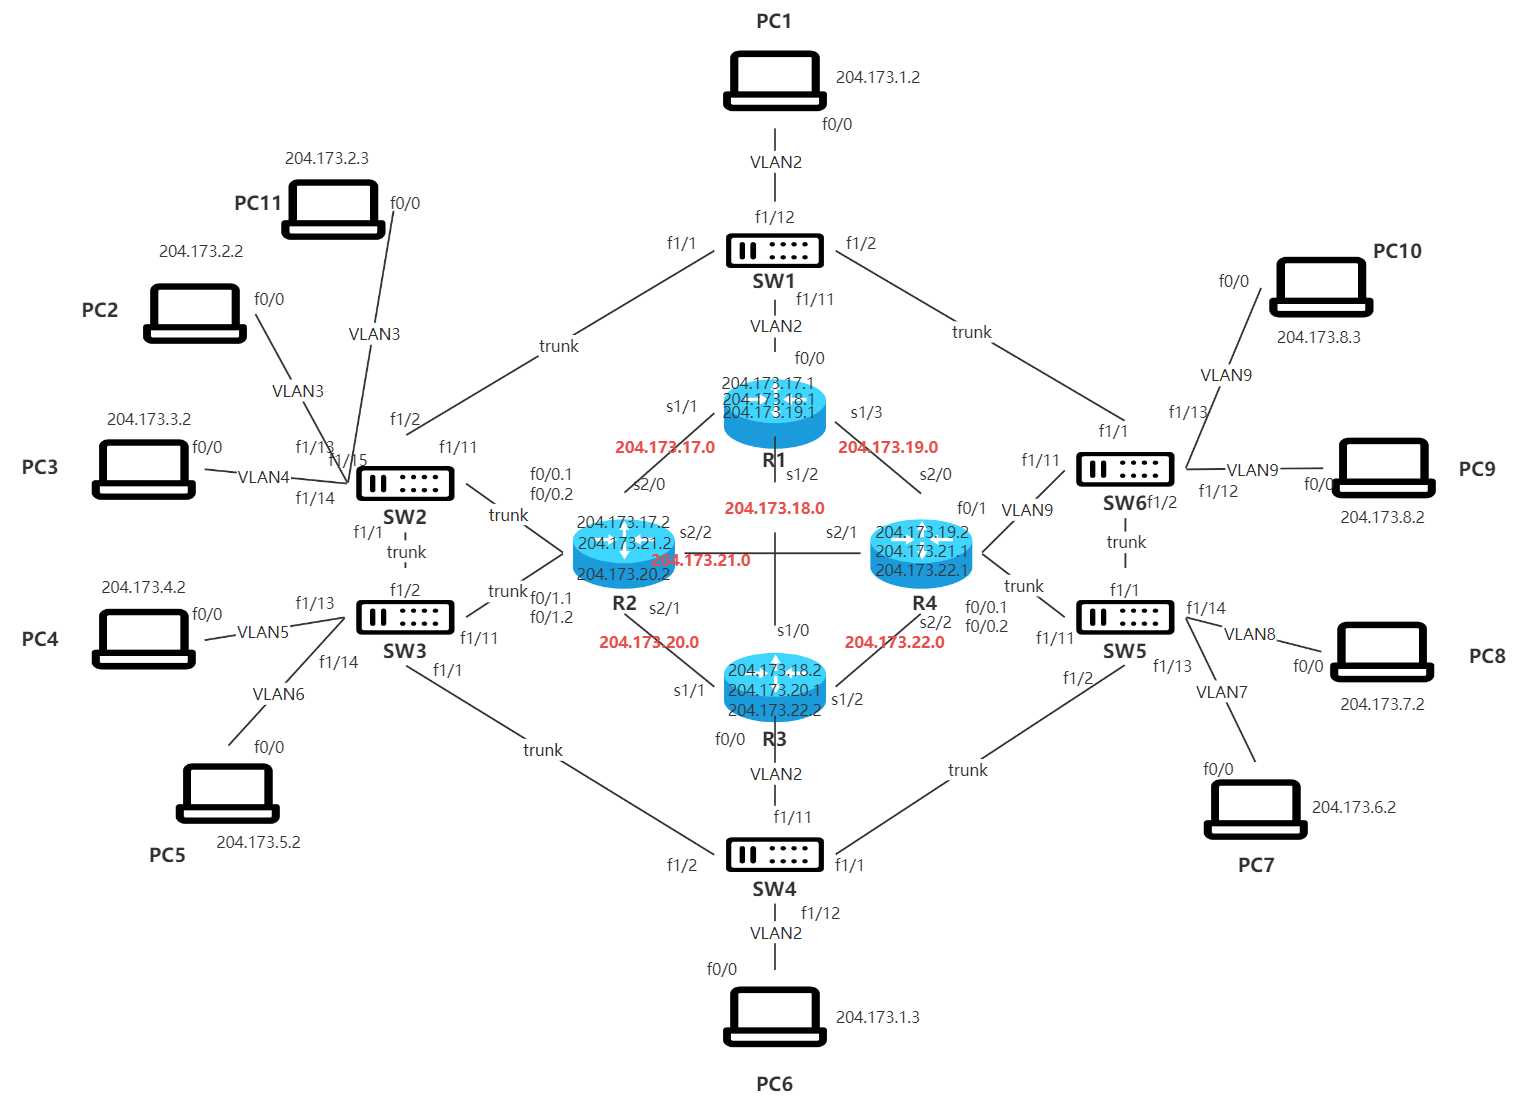 PC1
204.173.1.2
f0/0
VLAN2
204.173.2.3
PC11
f0/0
f1/12
204.173.2.2
f1/1
f1/2
PC10
SW1
f0/0
PC2
f0/0
f1/11
VLAN3
VLAN2
trunk
trunk
204.173.8.3
f0/0
VLAN9
204.173.17.1
204.173.18.1
204.173.19.1
VLAN3
s1/1
s1/3
f1/13
204.173.3.2
f1/2
f1/1
f0/0
f1/13
f1/11
204.173.17.0
204.173.19.0
R1
f1/15
f1/11
PC3
VLAN4
f0/0.1
f0/0.2
s1/2
s2/0
s2/0
VLAN9
PC9
f0/0
f1/14
f1/12
SW6
f1/2
204.173.18.0
f0/1
VLAN9
SW2
trunk
204.173.8.2
f1/1
204.173.17.2
204.173.21.2
204.173.20.2
s2/2
s2/1
204.173.19.2
204.173.21.1
204.173.22.1
trunk
trunk
204.173.21.0
204.173.4.2
f1/2
trunk
f0/1.1
f0/1.2
R2
R4
trunk
f1/1
f0/0
f1/13
s2/1
f0/0.1
f0/0.2
s2/2
f1/14
PC4
VLAN5
f1/11
s1/0
f1/11
VLAN8
SW3
204.173.20.0
204.173.22.0
SW5
PC8
f1/14
f1/1
f1/2
f1/13
f0/0
VLAN6
s1/1
204.173.18.2
204.173.20.1
204.173.22.2
s1/2
VLAN7
204.173.7.2
f0/0
f0/0
R3
trunk
VLAN2
trunk
f0/0
204.173.6.2
f1/11
PC5
204.173.5.2
f1/2
f1/1
PC7
SW4
f1/12
VLAN2
f0/0
204.173.1.3
PC6